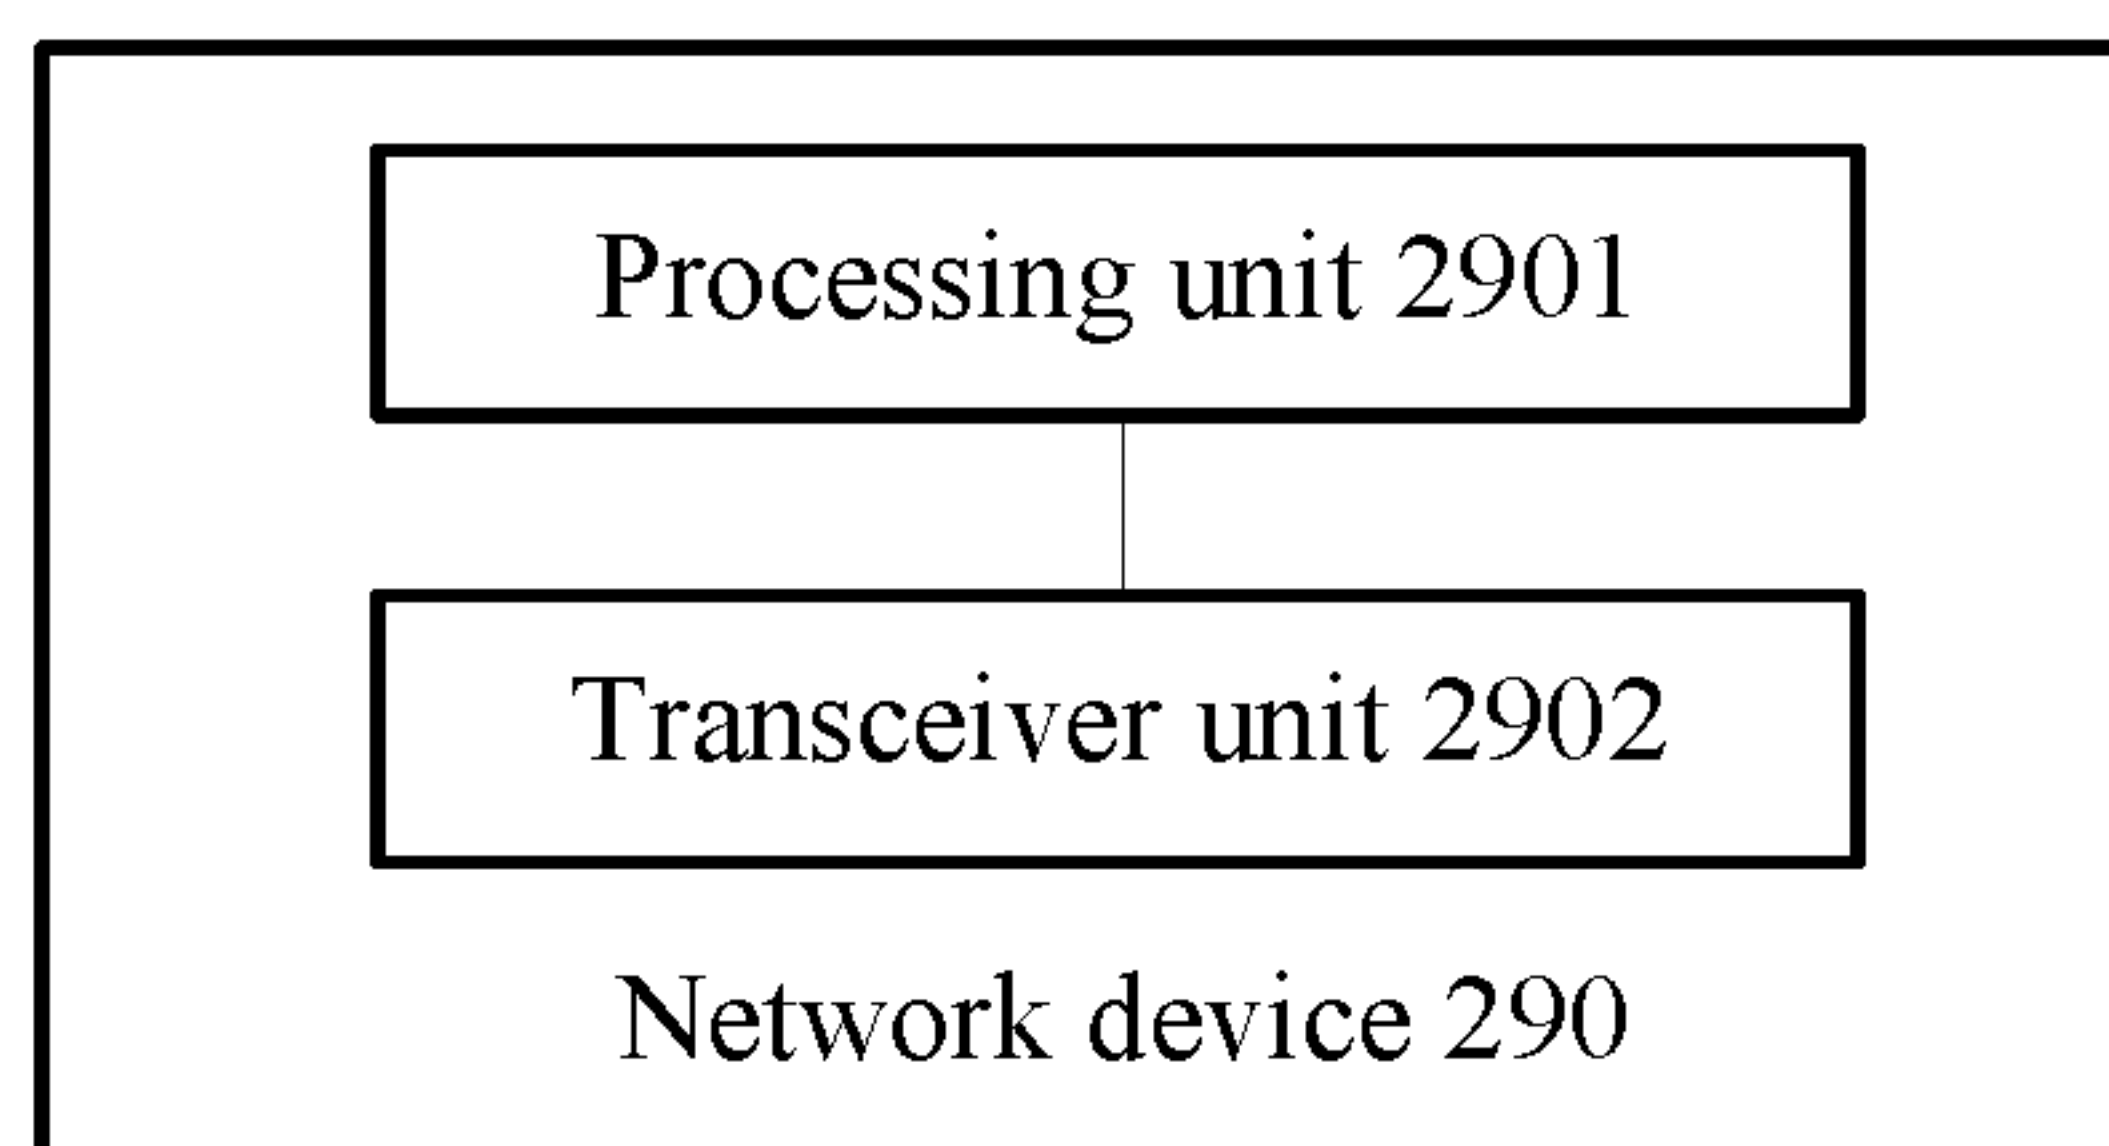 Processing unit 2901
Transceiver unit 2902
Network device 290